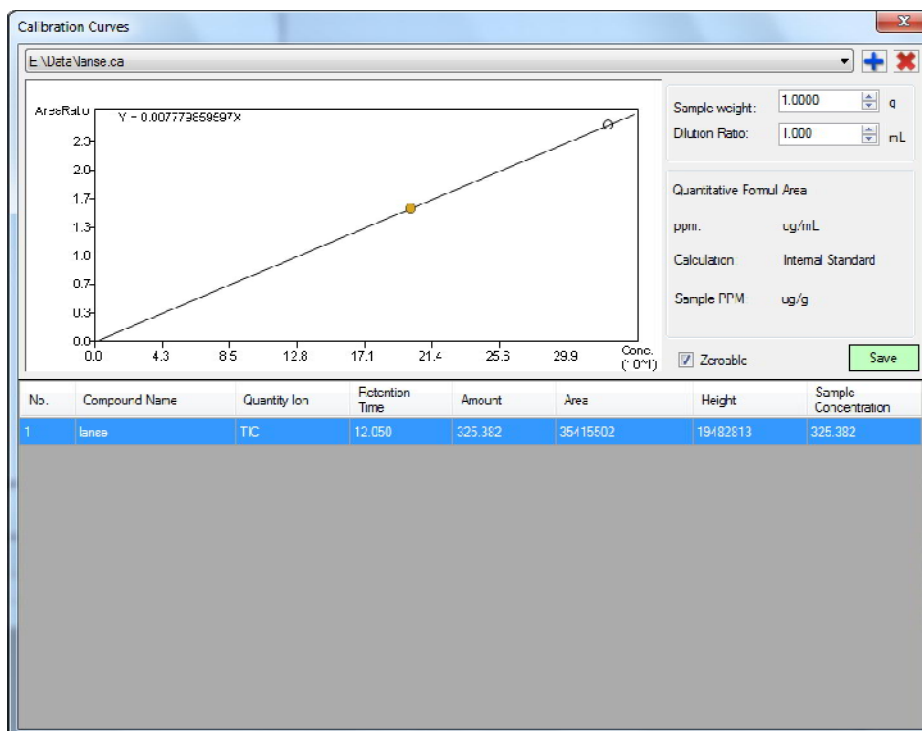 Calibration Curves
E:\Data\lanse.ca
AreaRatio
Y = 0.007779859697X
2.3
2.0
1.7
1.3
1.0
0.7
0.3
0.0
0.0 4.3 8.5 12.8 17.1 21.4 25.3 29.9
Conc.
(10^1)
Sample weight: 1.0000 g
Dilution Ratio: 1.000 mL
Quantitative Formul Area
ppm: ug/mL
Calculation: Internal Standard
Sample PPM: ug/g
Zeroable
Save
No. Compound Name Quantity Ion Retention Time Amount Area Height Sample Concentration
1 lanse TIC 12.050 325.382 35415502 19482813 325.382